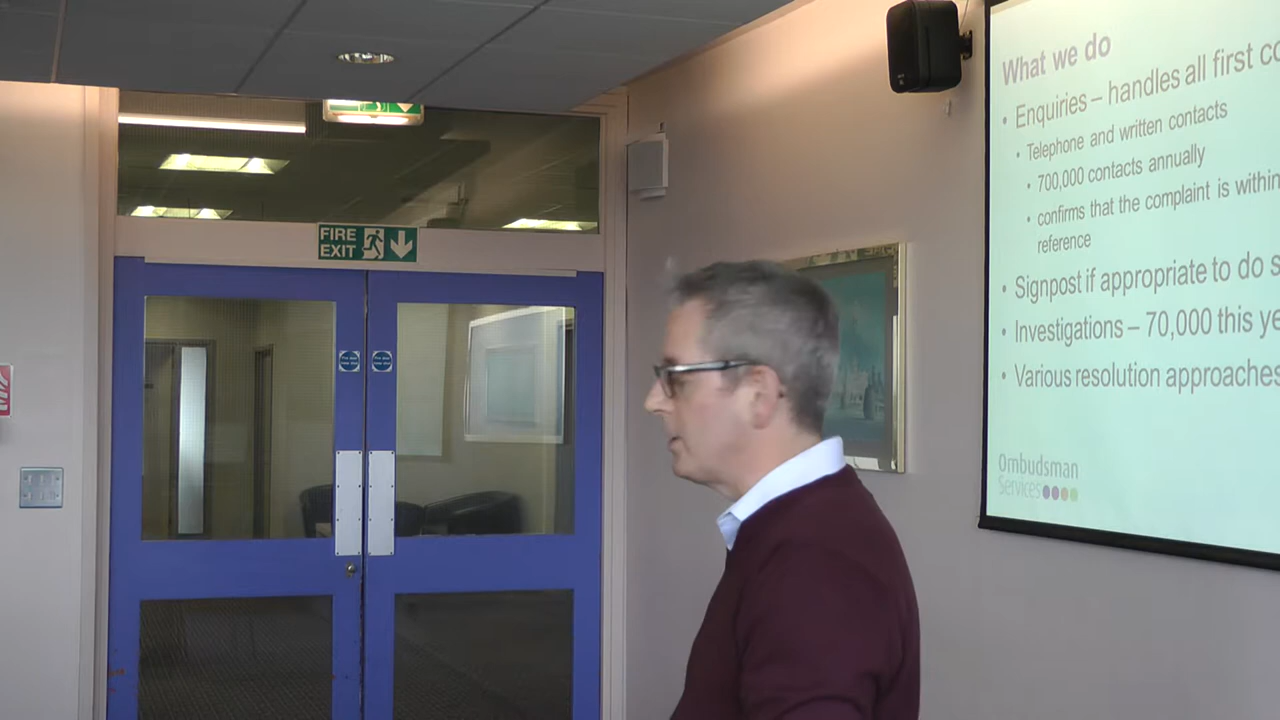 What we do
• Enquiries – handles all first
• Telephone and written contacts
• 700,000 contacts annually
• confirms that the complaint is within
reference
• Signpost if appropriate to do
• Investigations – 70,000 this
• Various resolution approaches
Ombudsman
Services
FIRE
EXIT